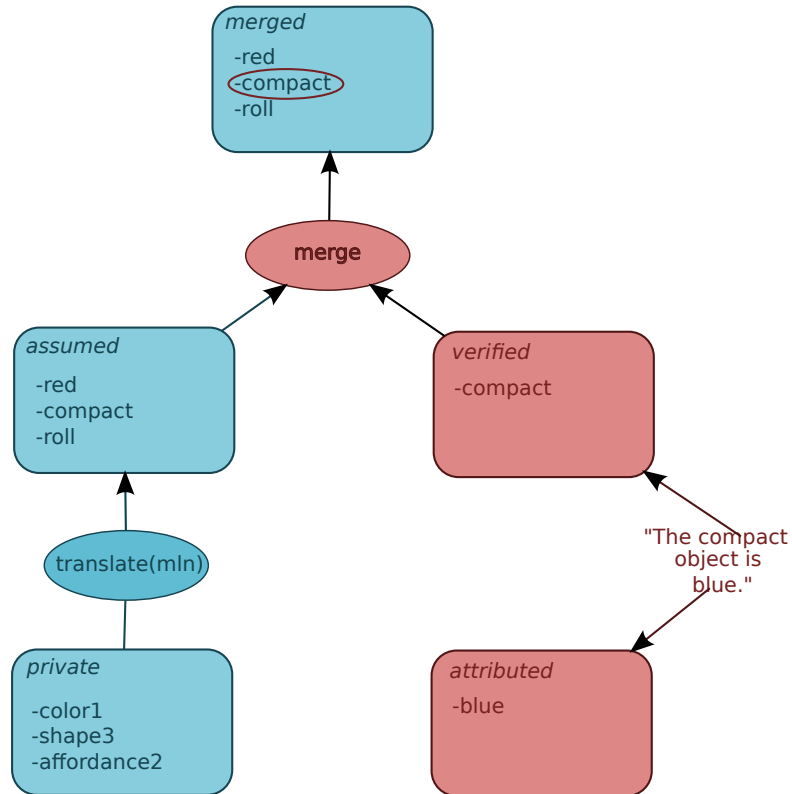 merged
-red
-compact
-roll
merge
assumed
-red
-compact
-roll
verified
-compact
"The compact
object is
blue."
translate(mln)
private
-color1
-shape3
-affordance2
attributed
-blue